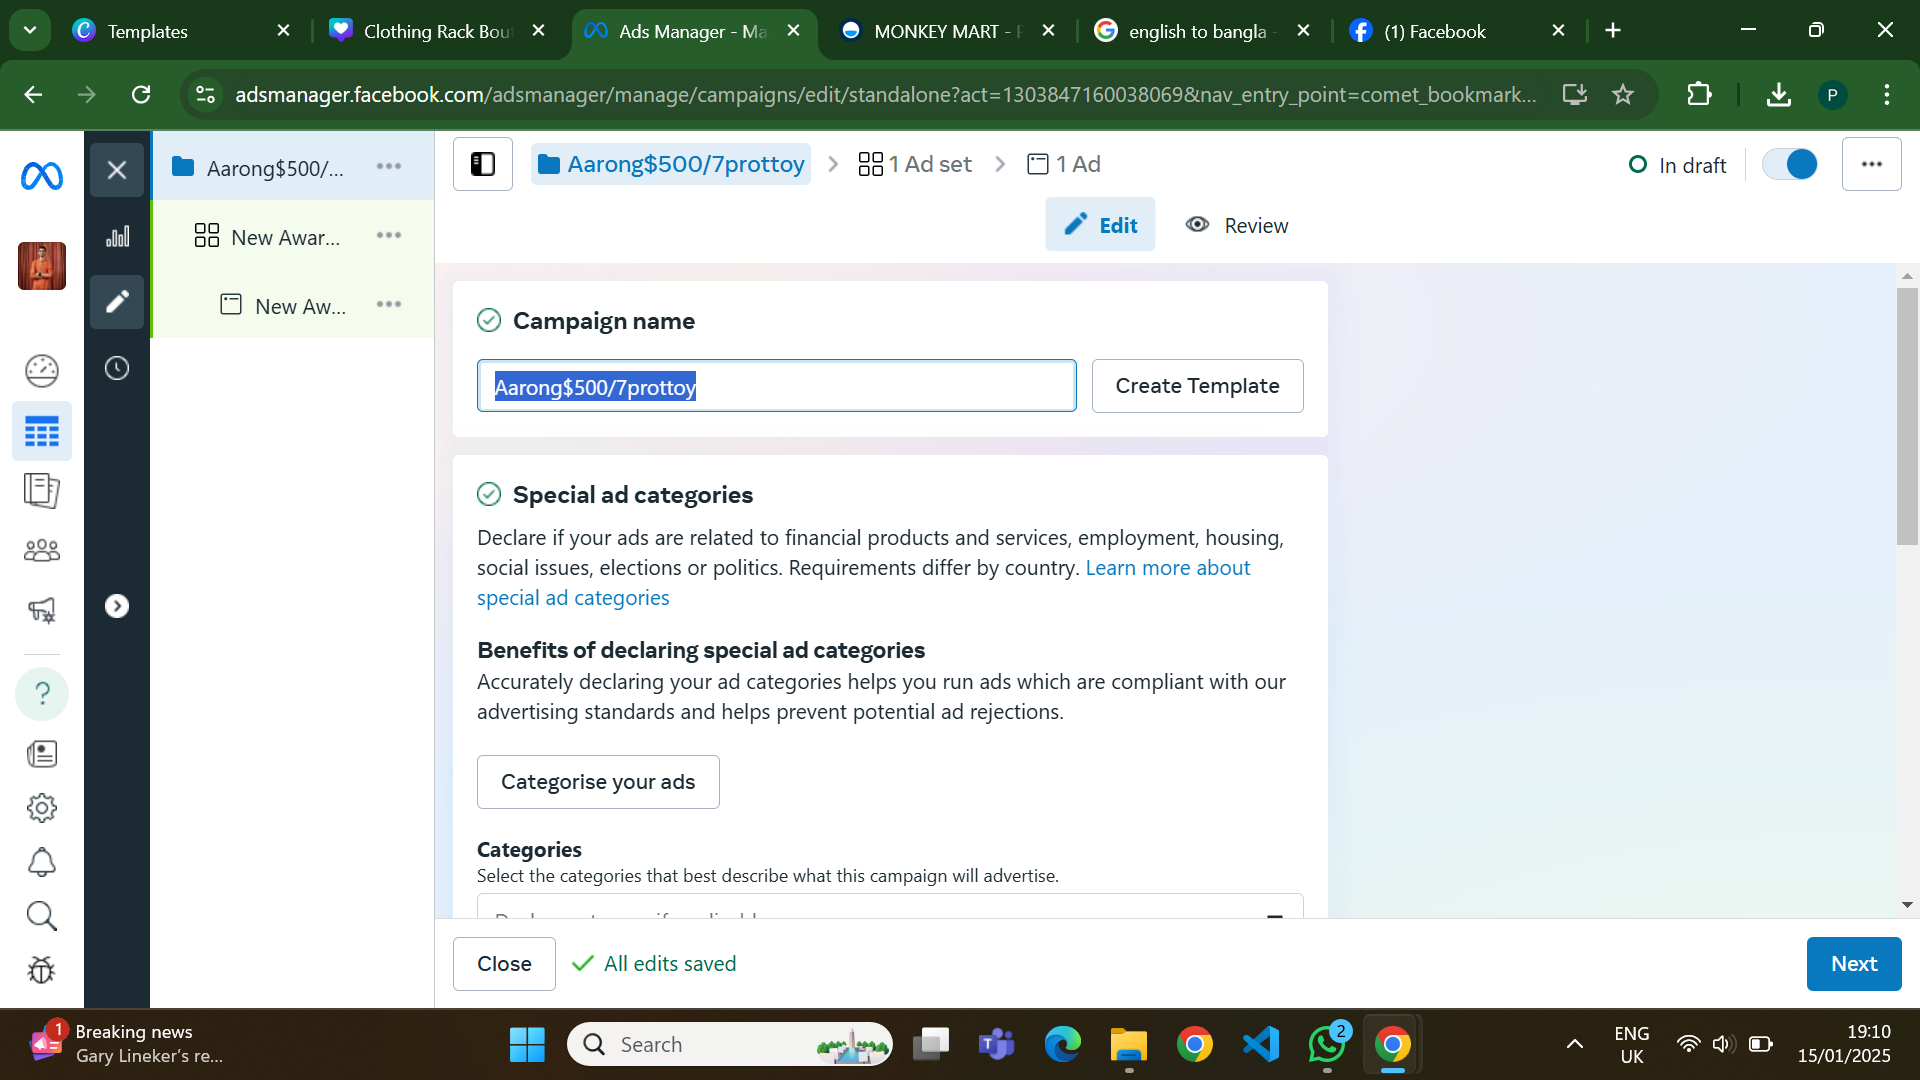 Templates
Clothing Rack Bou
Ads Manager - Ma
MONKEY MART - P
english to bangla -
(1) Facebook
adsmanager.facebook.com/adsmanager/manage/campaigns/edit/standalone?act=1303847160038069&nav_entry_point=comet_bookmark...
P
Aarong$500/...
New Awar...
New Aw...
Aarong$500/7prottoy
1 Ad set
1 Ad
In draft
Edit
Review
Campaign name
Aarong$500/7prottoy
Create Template
Special ad categories
Declare if your ads are related to financial products and services, employment, housing,
social issues, elections or politics. Requirements differ by country. Learn more about
special ad categories
Benefits of declaring special ad categories
Accurately declaring your ad categories helps you run ads which are compliant with our
advertising standards and helps prevent potential ad rejections.
Categorise your ads
Categories
Select the categories that best describe what this campaign will advertise.
Close
All edits saved
Next
1
Breaking news
Gary Lineker's re...
Search
2
ENG
UK
19:10
15/01/2025